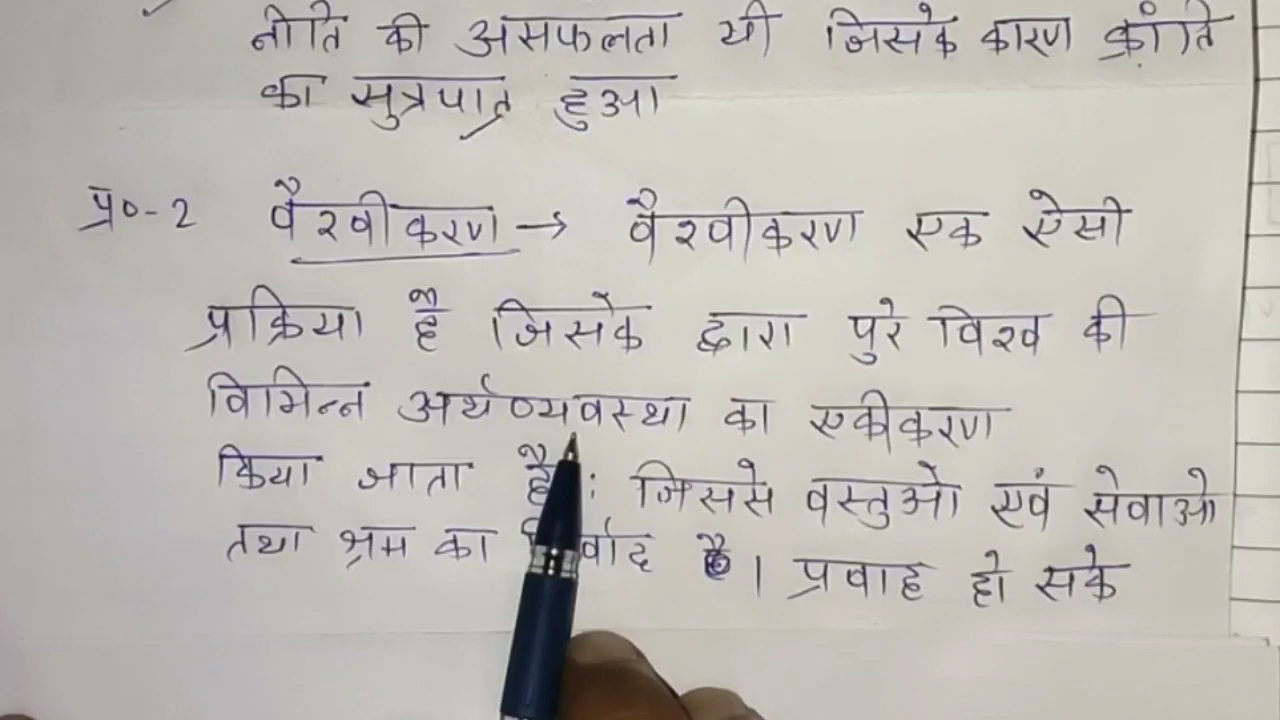 नीति की असफलता थी जिसके कारण क्रांति
का सुत्रपात्र हुआ
प्र०-2 वैश्वीकरण → वैश्वीकरण एक ऐसी
प्रक्रिया है जिसके द्वारा पुरे विश्व की
विभिन्न अर्थव्यवस्था का एकीकरण
किया जाता है : जिससे वस्तुओ एवं सेवाओ
तथा श्रम का है । प्रवाह हो सके